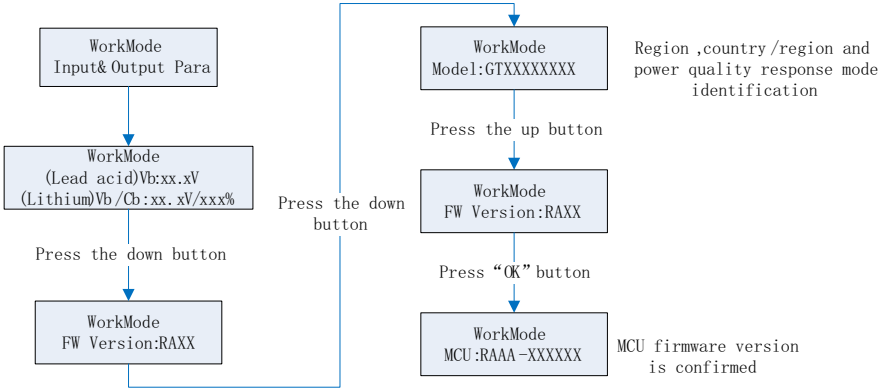 WorkMode
Input& Output Para
WorkMode
(Lead acid)Vb:xx.xV
(Lithium)Vb/Cb:xx.xV/xxx%
Press the down button
WorkMode
FW Version:RAXX
Press the down
button
WorkMode
Model:GTXXXXXXXX
Region ,country/region and
power quality response mode
identification
Press the up button
WorkMode
FW Version:RAXX
Press “OK” button
WorkMode
MCU:RAAA-XXXXXX
MCU firmware version
is confirmed